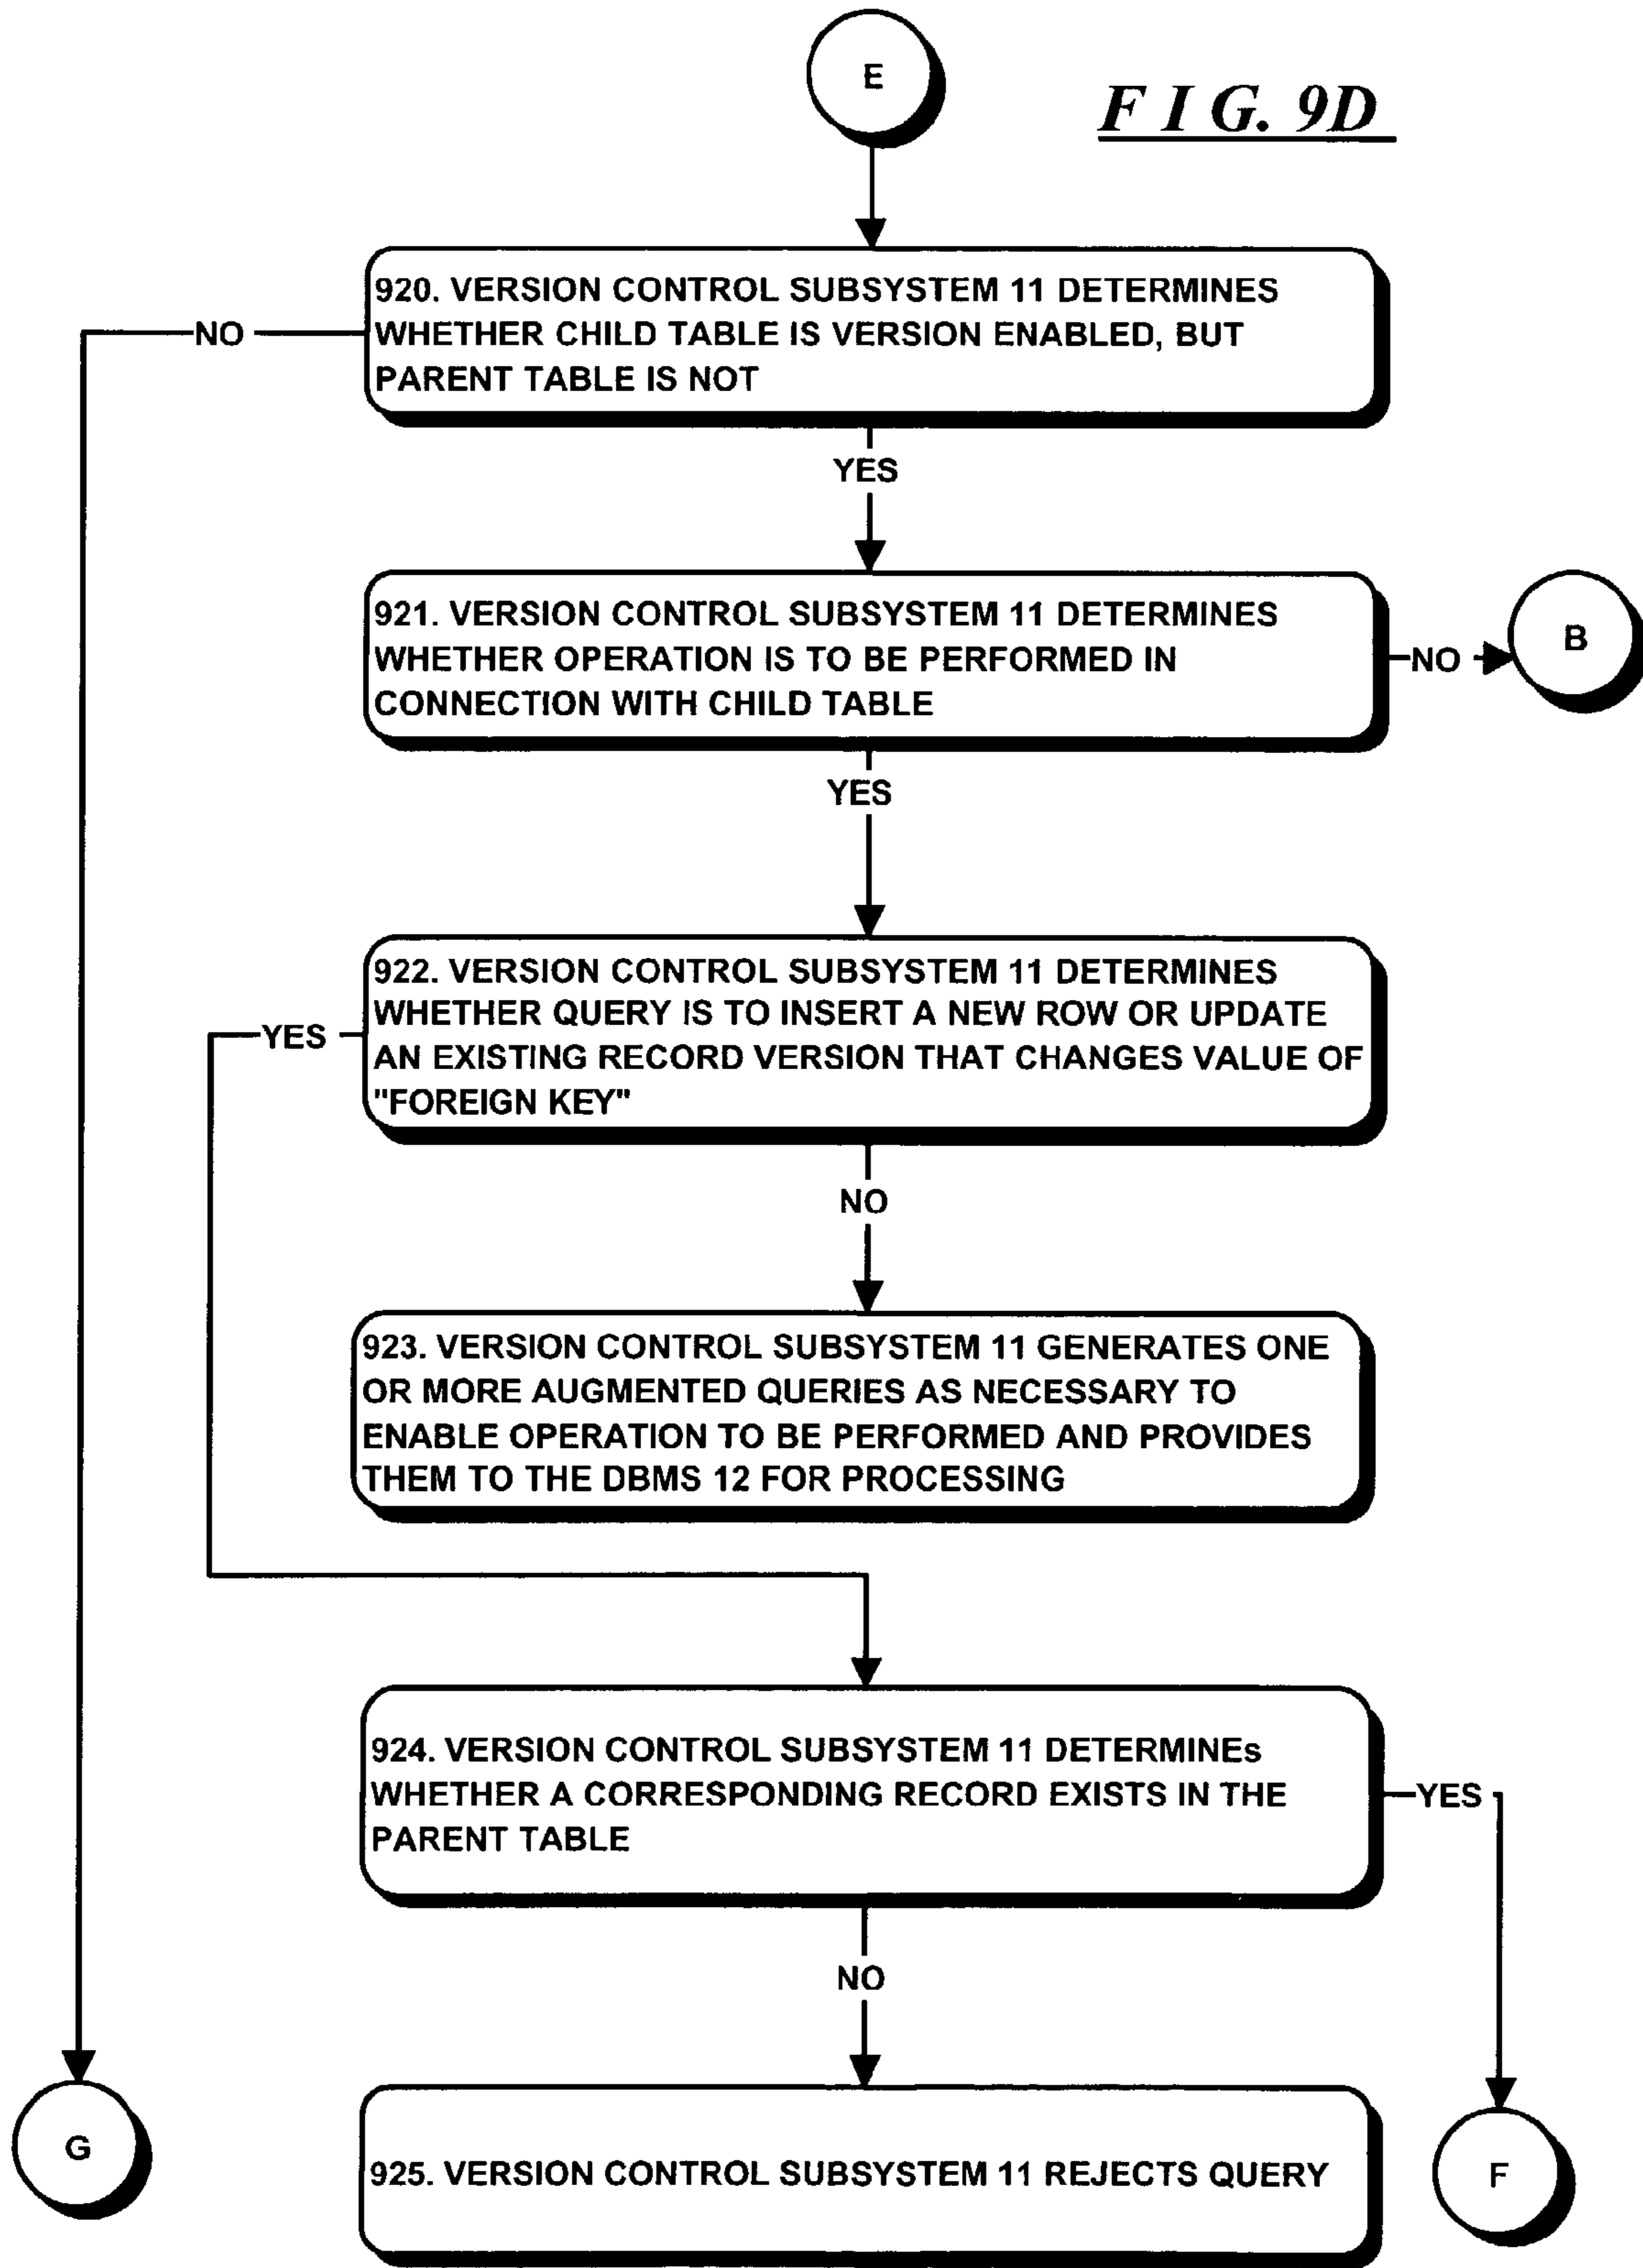 E
F I G. 9D
920. VERSION CONTROL SUBSYSTEM 11 DETERMINES
WHETHER CHILD TABLE IS VERSION ENABLED, BUT
PARENT TABLE IS NOT
NO
YES
921. VERSION CONTROL SUBSYSTEM 11 DETERMINES
WHETHER OPERATION IS TO BE PERFORMED IN
CONNECTION WITH CHILD TABLE
NO
B
YES
922. VERSION CONTROL SUBSYSTEM 11 DETERMINES
WHETHER QUERY IS TO INSERT A NEW ROW OR UPDATE
AN EXISTING RECORD VERSION THAT CHANGES VALUE OF
"FOREIGN KEY"
YES
NO
923. VERSION CONTROL SUBSYSTEM 11 GENERATES ONE
OR MORE AUGMENTED QUERIES AS NECESSARY TO
ENABLE OPERATION TO BE PERFORMED AND PROVIDES
THEM TO THE DBMS 12 FOR PROCESSING
924. VERSION CONTROL SUBSYSTEM 11 DETERMINEs
WHETHER A CORRESPONDING RECORD EXISTS IN THE
PARENT TABLE
YES
NO
G
925. VERSION CONTROL SUBSYSTEM 11 REJECTS QUERY
F